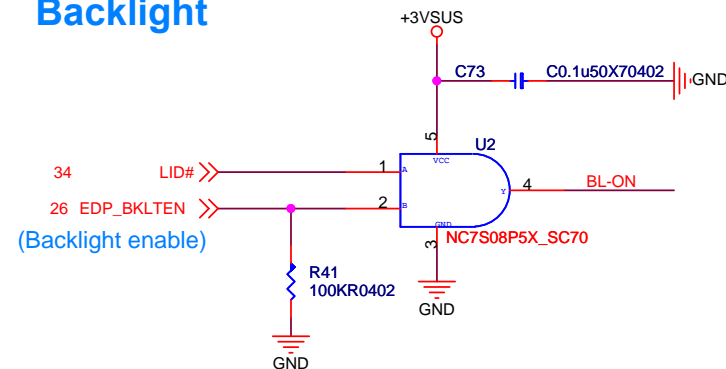 Backlight
+3VSUS
C73 C0.1u50X70402 GND
5 U2
VCC
34 LID# 1 A
Y 4 BL-ON
26 EDP_BKLTEN 2 B
(Backlight enable)
GND
3 NC7S08P5X_SC70
R41
100KR0402
GND
GND